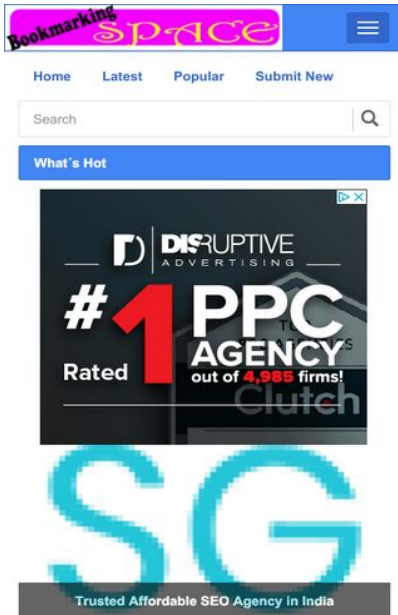 Bookmarking
SPACE
Home Latest Popular Submit New
Search
What´s Hot
D DISRUPTIVE
ADVERTISING
#1 PPC
AGENCY
Rated out of 4,985 firms!
Clutch
SG
Trusted Affordable SEO Agency in India